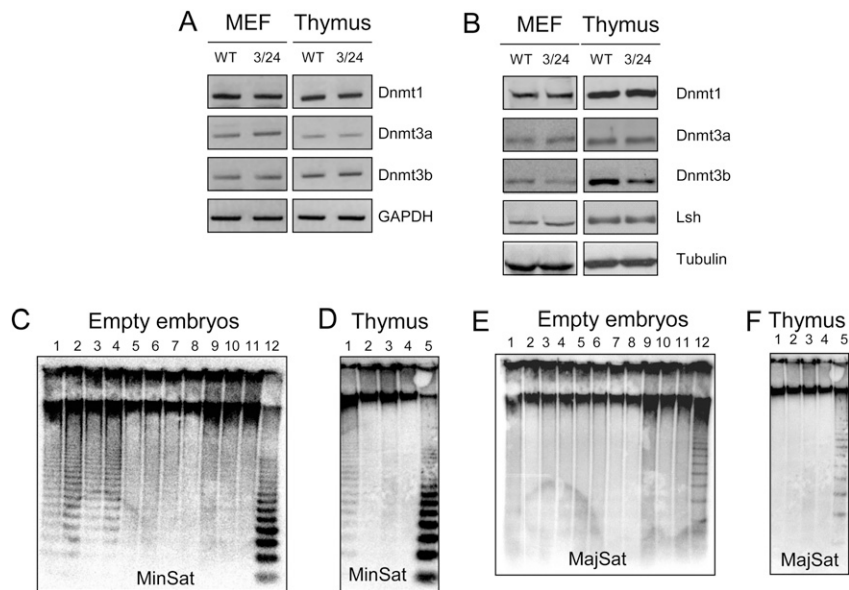 A
MEF Thymus
WT 3/24 WT 3/24
Dnmt1
Dnmt3a
Dnmt3b
GAPDH
B
MEF Thymus
WT 3/24 WT 3/24
Dnmt1
Dnmt3a
Dnmt3b
Lsh
Tubulin
C Empty embryos
1 2 3 4 5 6 7 8 9 10 11 12
MinSat
D Thymus
1 2 3 4 5
MinSat
E Empty embryos
1 2 3 4 5 6 7 8 9 10 11 12
MajSat
F Thymus
1 2 3 4 5
MajSat